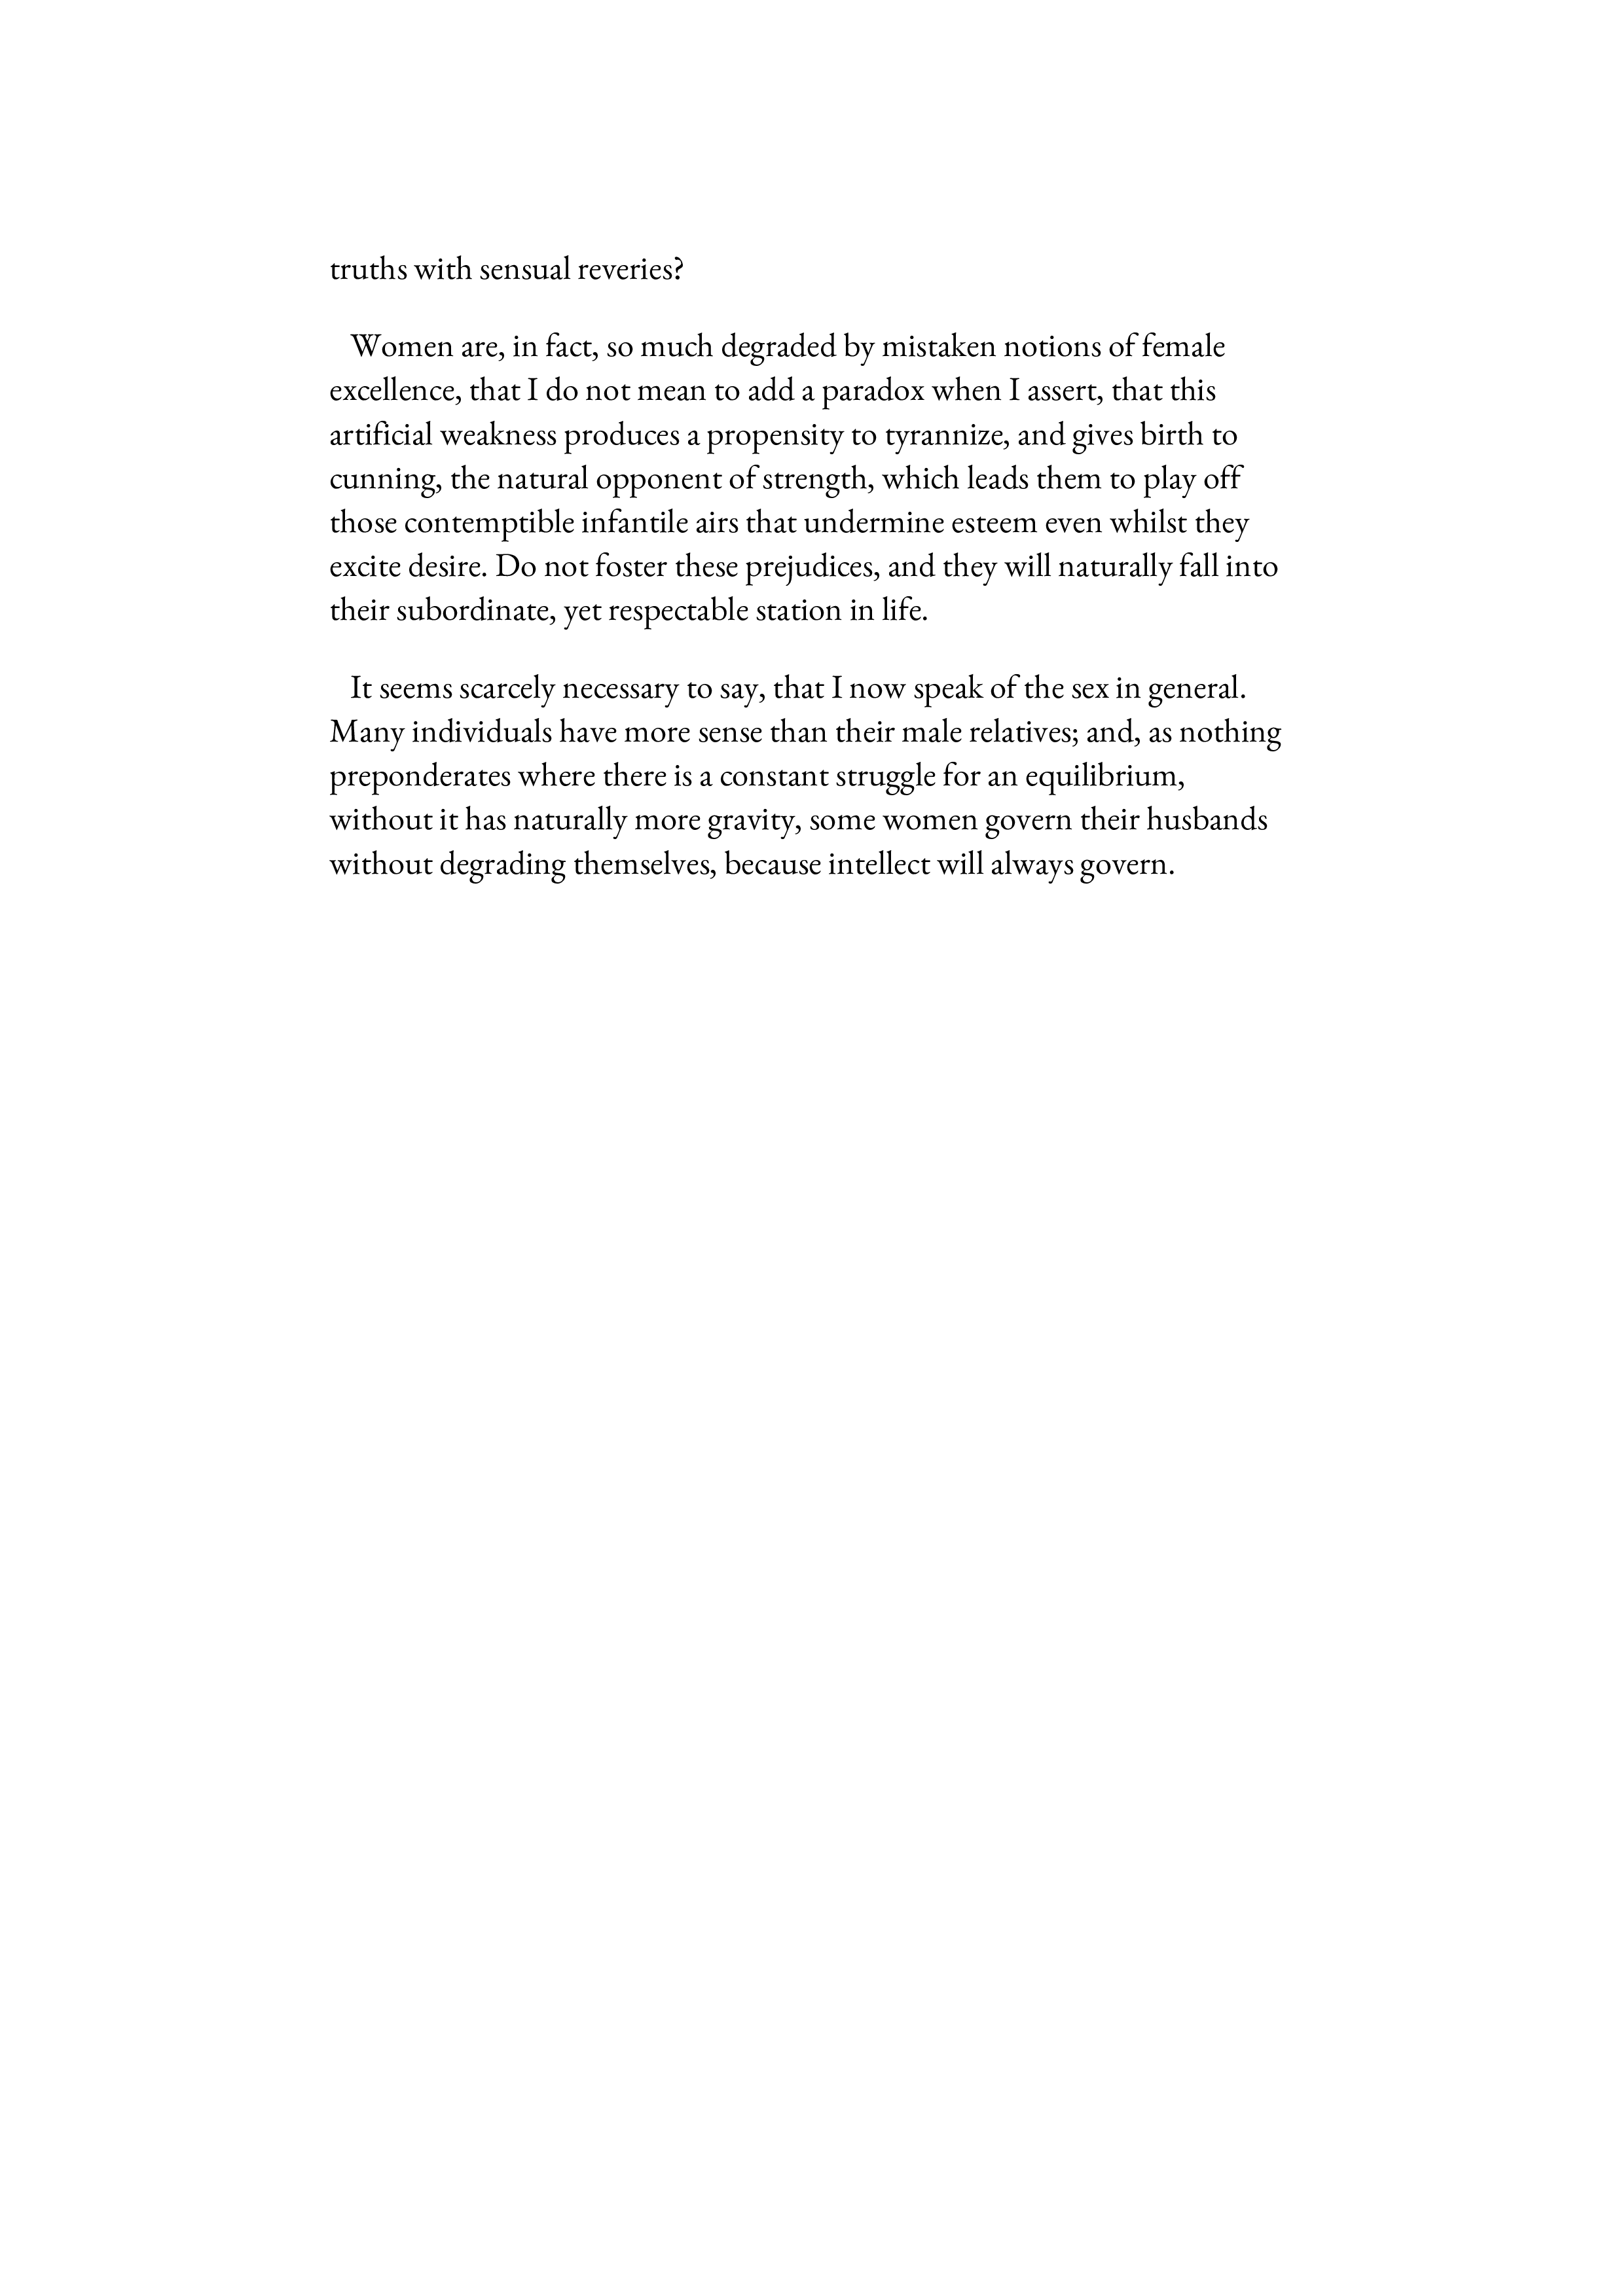 truths with sensual reveries?
Women are, in fact, so much degraded by mistaken notions of female
excellence, that I do not mean to add a paradox when I assert, that this
artificial weakness produces a propensity to tyrannize, and gives birth to
cunning, the natural opponent of strength, which leads them to play off
those contemptible infantile airs that undermine esteem even whilst they
excite desire. Do not foster these prejudices, and they will naturally fall into
their subordinate, yet respectable station in life.
It seems scarcely necessary to say, that I now speak of the sex in general.
Many individuals have more sense than their male relatives; and, as nothing
preponderates where there is a constant struggle for an equilibrium,
without it has naturally more gravity, some women govern their husbands
without degrading themselves, because intellect will always govern.